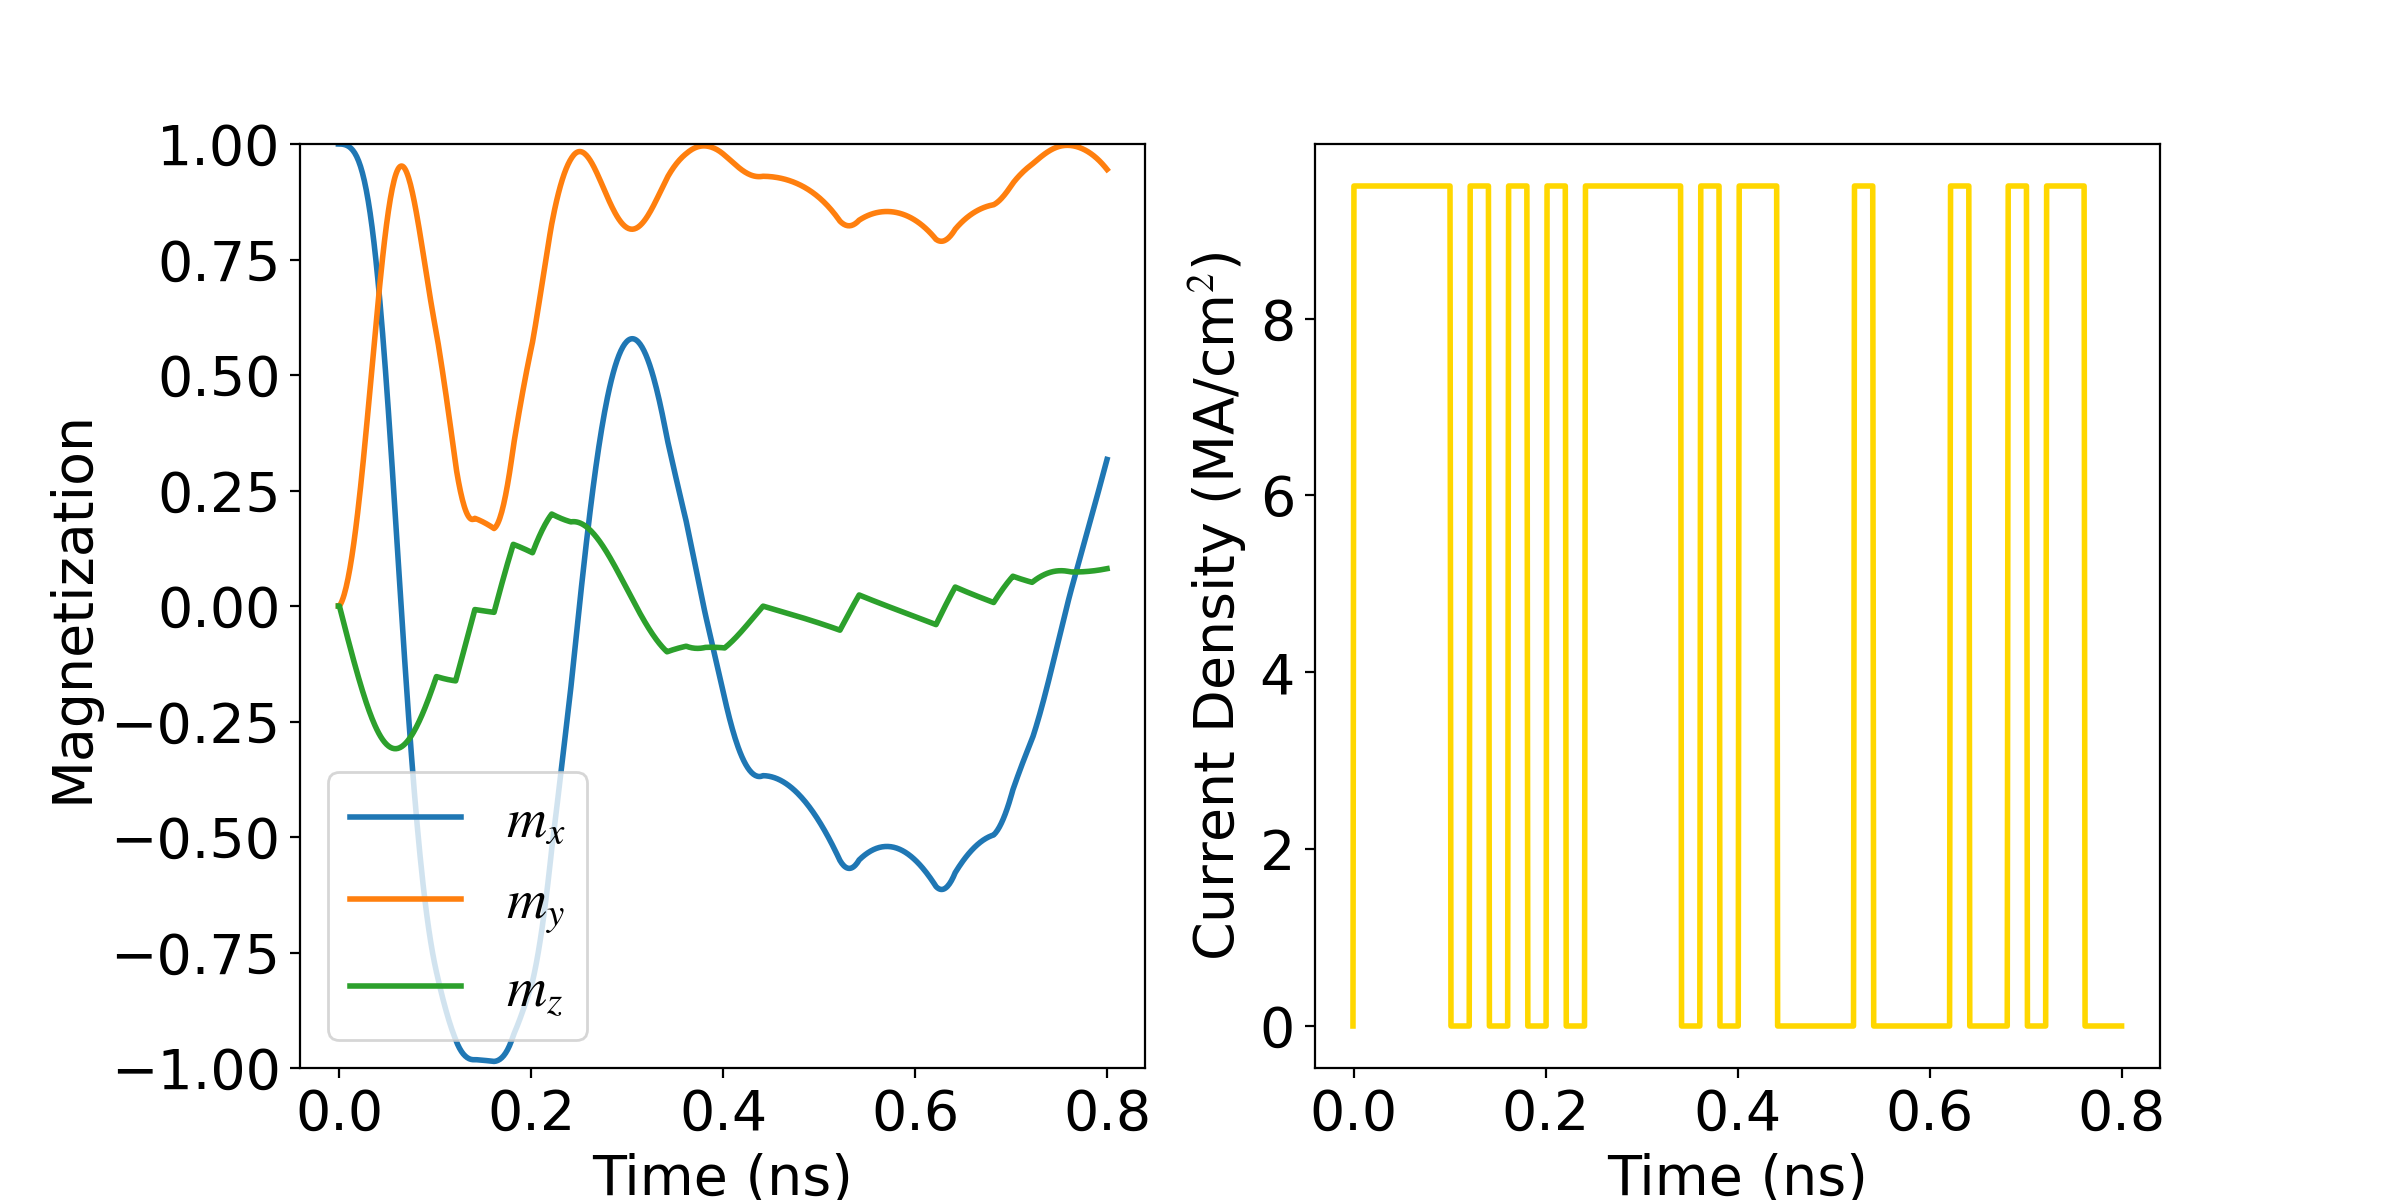 1.00
0.75
0.50
0.25
0.00
−0.25
−0.50
−0.75
−1.00
Magnetization
m_x
m_y
m_z
0.0 0.2 0.4 0.6 0.8
Time (ns)
8
6
4
2
0
Current Density (MA/cm²)
0.0 0.2 0.4 0.6 0.8
Time (ns)